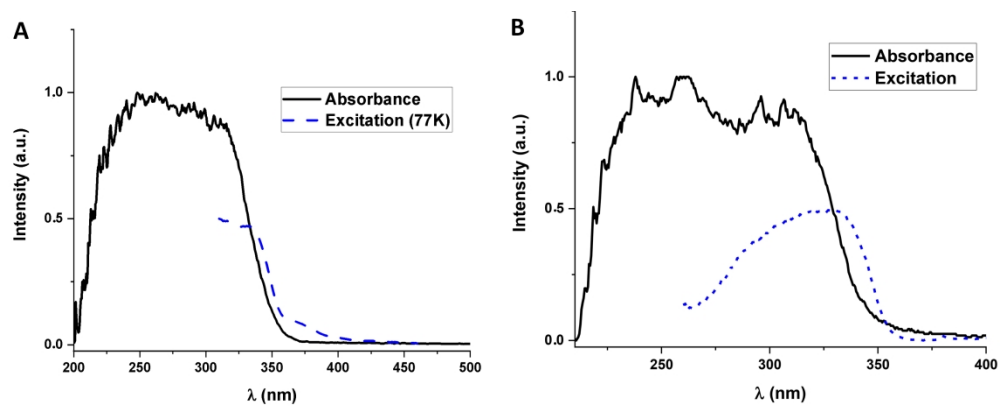 A
Absorbance
Excitation (77K)
Intensity (a.u.)
1.0
0.5
0.0
200 250 300 350 400 450 500
λ (nm)
B
Absorbance
Excitation
Intensity (a.u.)
1.0
0.5
0.0
250 300 350 400
λ (nm)